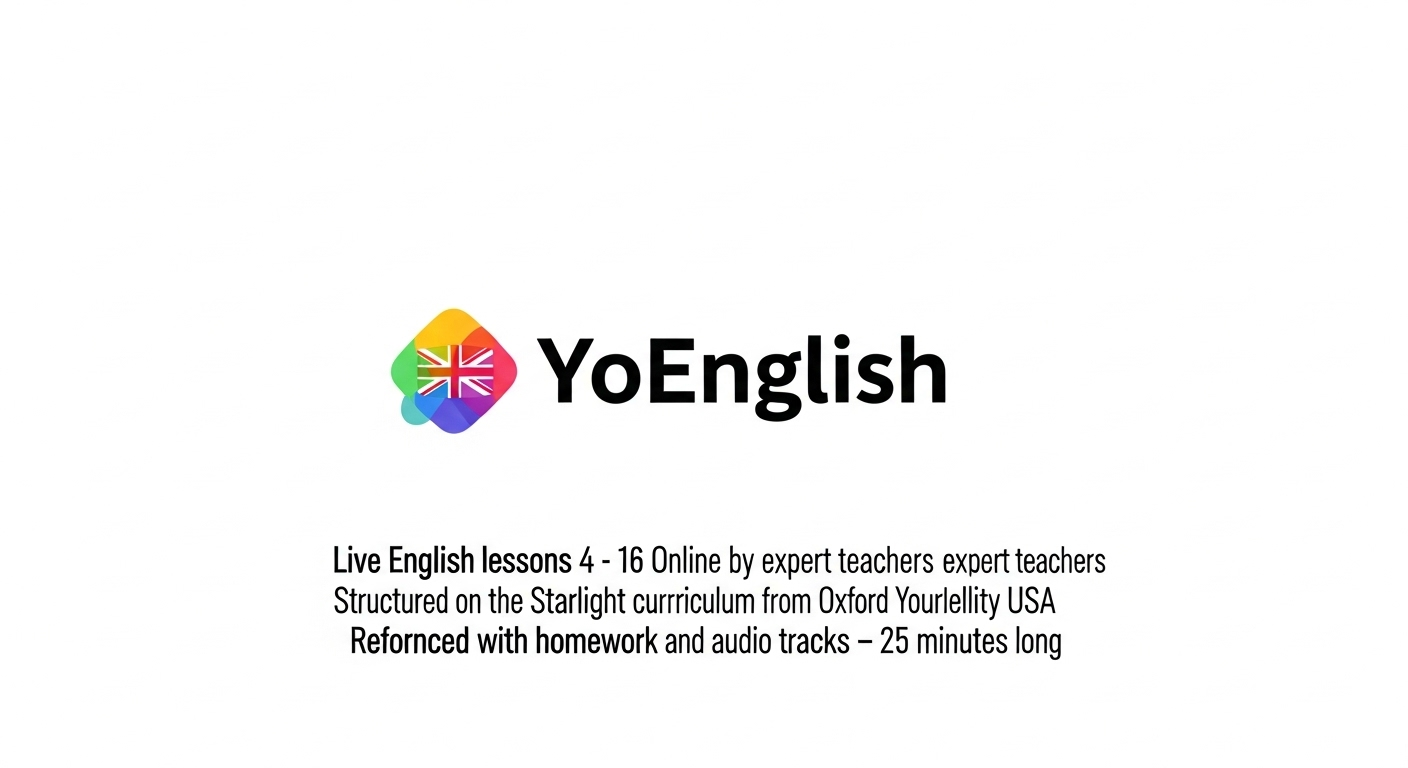 YoEnglish
Live English lessons 4 - 16 Online by expert teachers expert teachers
Structured on the Starlight currriculum from Oxford Yourlellity USA
Refornced with homework and audio tracks – 25 minutes long